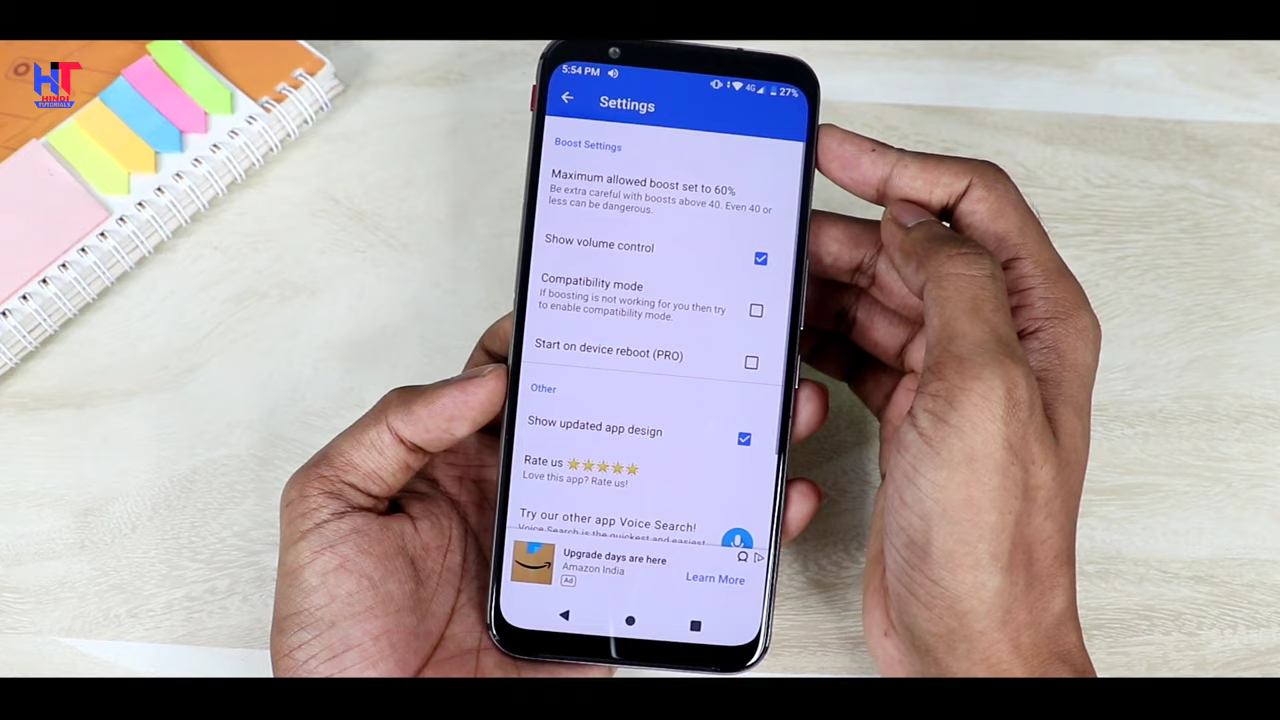 HT
HINDI
TUTORIALS
5:54 PM
4G
27%
Settings
Boost Settings
Maximum allowed boost set to 60%
Be extra careful with boosts above 40. Even 40 or
less can be dangerous.
Show volume control
Compatibility mode
If boosting is not working for you then try
to enable compatibility mode.
Start on device reboot (PRO)
Other
Show updated app design
Rate us ⭐⭐⭐⭐⭐
Love this app? Rate us!
Try our other app Voice Search!
Voice Search is the quickest and easiest
Upgrade days are here
Amazon India
Ad
Learn More